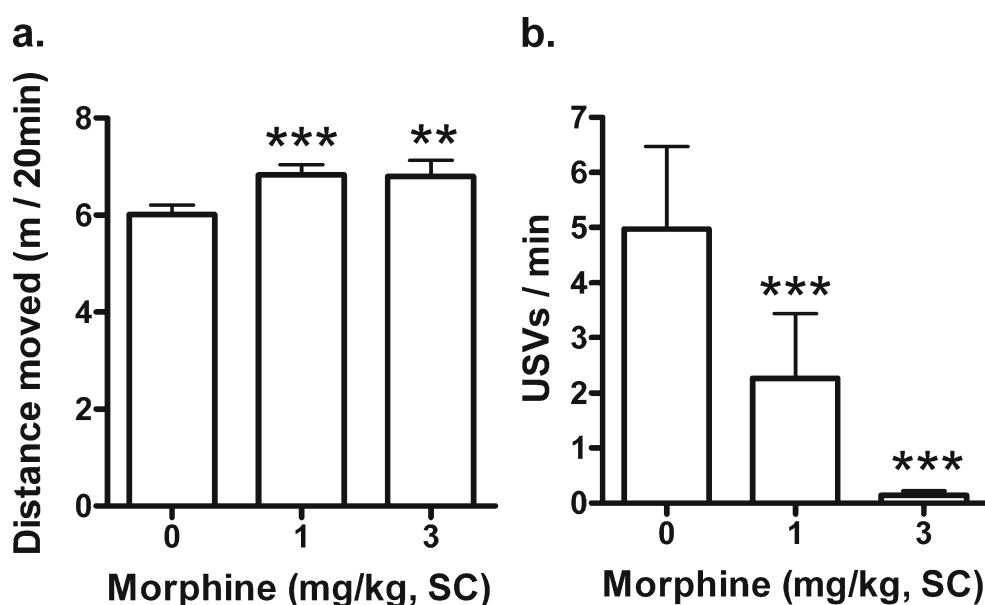 a.
Distance moved (m / 20min)
8
6
4
2
0
***
**
0 1 3
Morphine (mg/kg, SC)
b.
USVs / min
7
6
5
4
3
2
1
0
***
***
0 1 3
Morphine (mg/kg, SC)